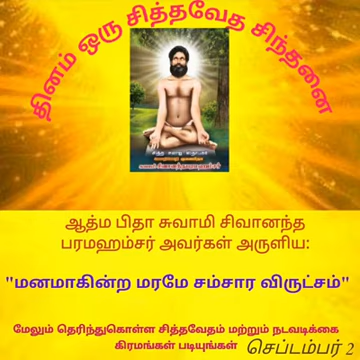 தினம் ஒரு சித்தவேத சிந்தனை
ஆத்ம பிதா சுவாமி சிவானந்த
பரமஹம்சர் அவர்கள் அருளிய:
"மனமாகின்ற மரமே சம்சார விருட்சம்"
மேலும் தெரிந்துகொள்ள சித்தவேதம் மற்றும் நடவடிக்கை
கிரமங்கள் படியுங்கள்
செப்டம்பர் 2